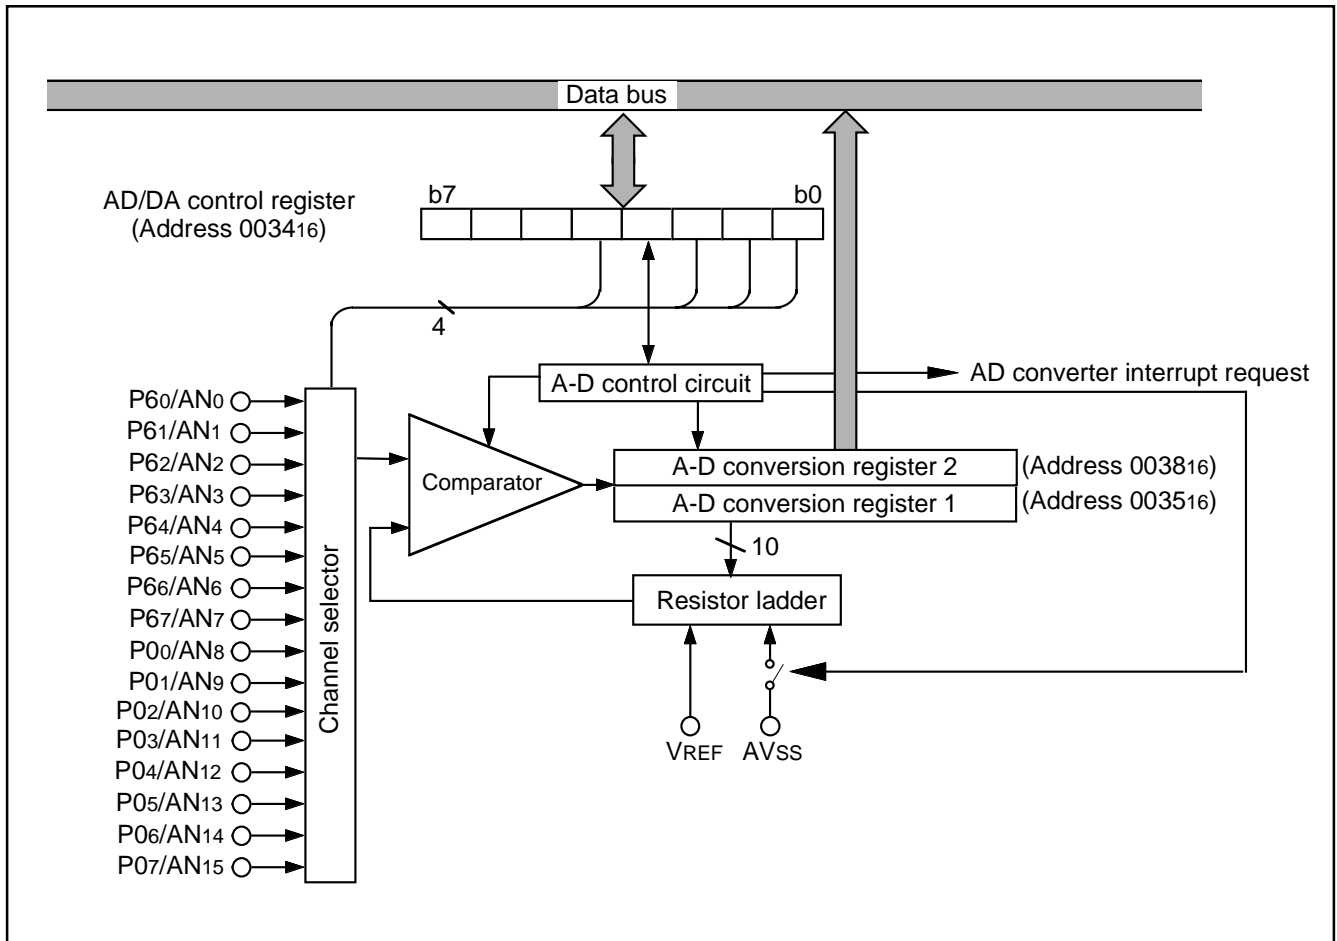 Data bus
AD/DA control register
(Address 003416)
b7
b0
4
A-D control circuit
AD converter interrupt request
P60/AN0
P61/AN1
P62/AN2
P63/AN3
P64/AN4
P65/AN5
P66/AN6
P67/AN7
P00/AN8
P01/AN9
P02/AN10
P03/AN11
P04/AN12
P05/AN13
P06/AN14
P07/AN15
Channel selector
Comparator
A-D conversion register 2
(Address 003816)
A-D conversion register 1
(Address 003516)
10
Resistor ladder
VREF
AVSS